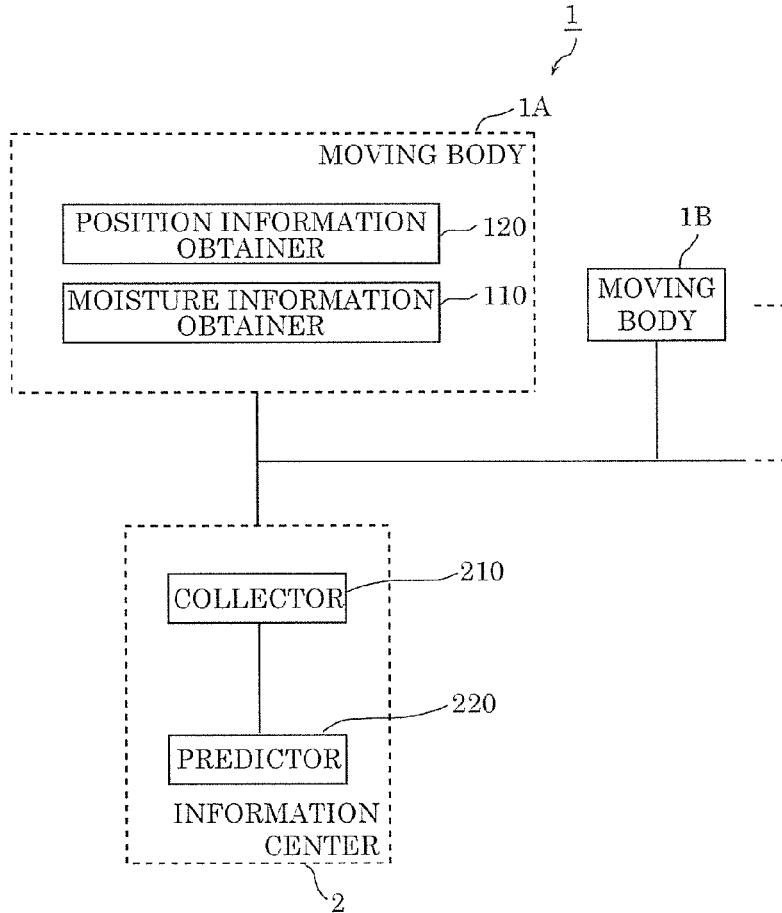 1
1A
MOVING BODY
POSITION INFORMATION
OBTAINER
120
MOISTURE INFORMATION
OBTAINER
110
1B
MOVING
BODY
COLLECTOR
210
220
PREDICTOR
INFORMATION
CENTER
2